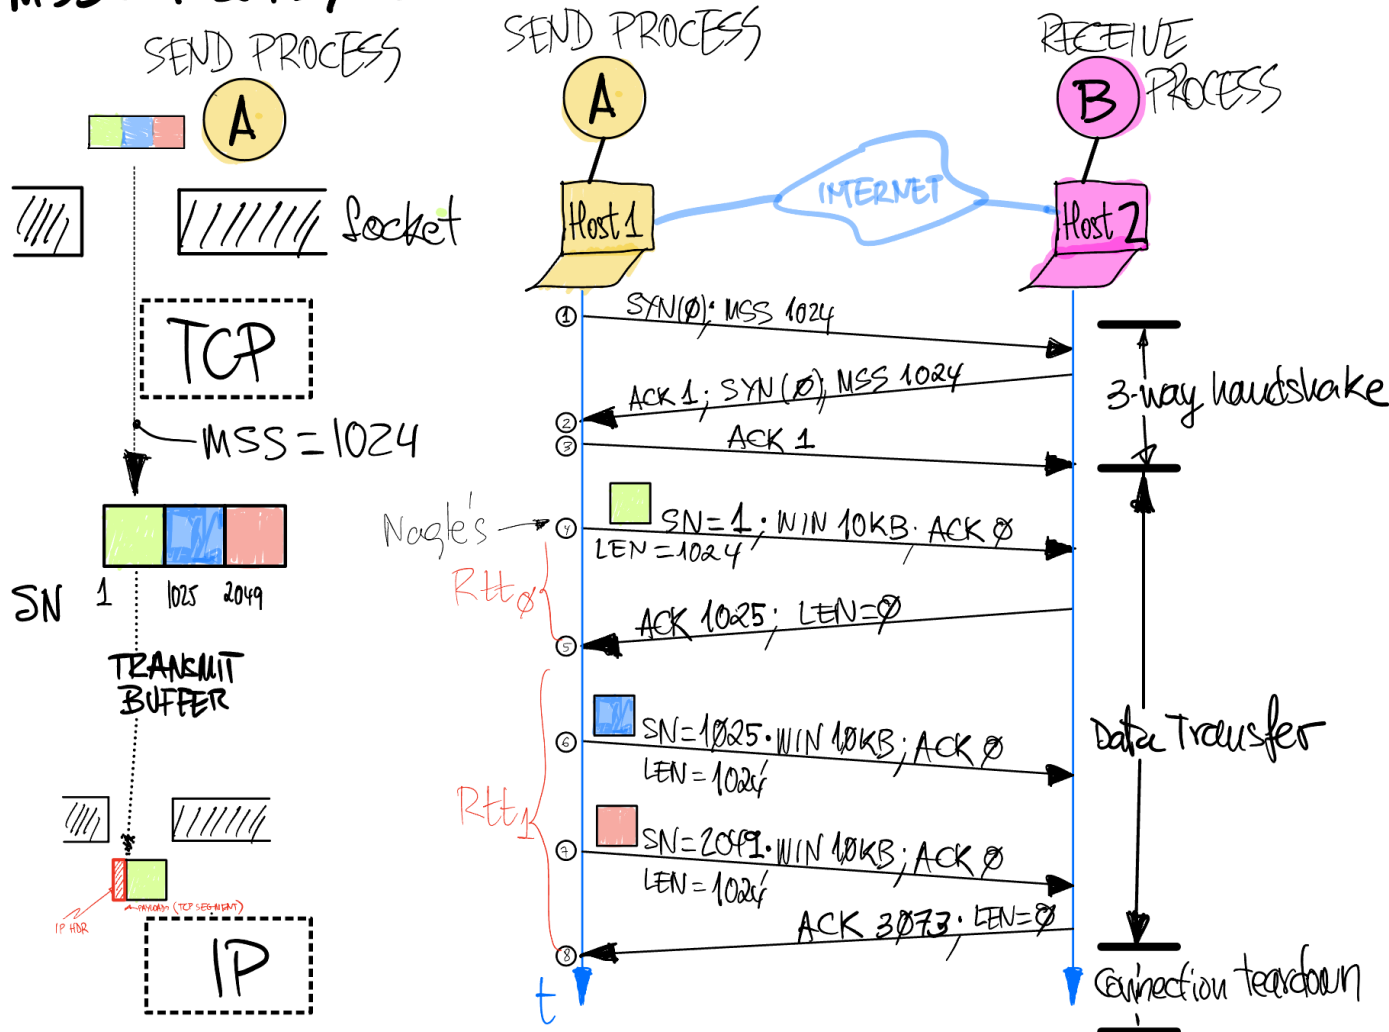 SEND PROCESS
A
Socket
TCP
MSS = 1024
SN 1 1025 2049
TRANSMIT
BUFFER
IP HDR
PAYLOAD (TCP SEGMENT)
IP
SEND PROCESS
A
RECEIVE
PROCESS
B
Host 1
INTERNET
Host 2
1 SYN(0); MSS 1024
2 ACK 1; SYN(0); MSS 1024
3 ACK 1
3-way handshake
Nagle's
4 SN=1; WIN 10KB; ACK 0
LEN=1024
Rtt0
5 ACK 1025; LEN=0
6 SN=1025; WIN 10KB; ACK 0
LEN=1024
Data Transfer
Rtt1
7 SN=2049; WIN 10KB; ACK 0
LEN=1024
8 ACK 3073; LEN=0
Connection teardown
t